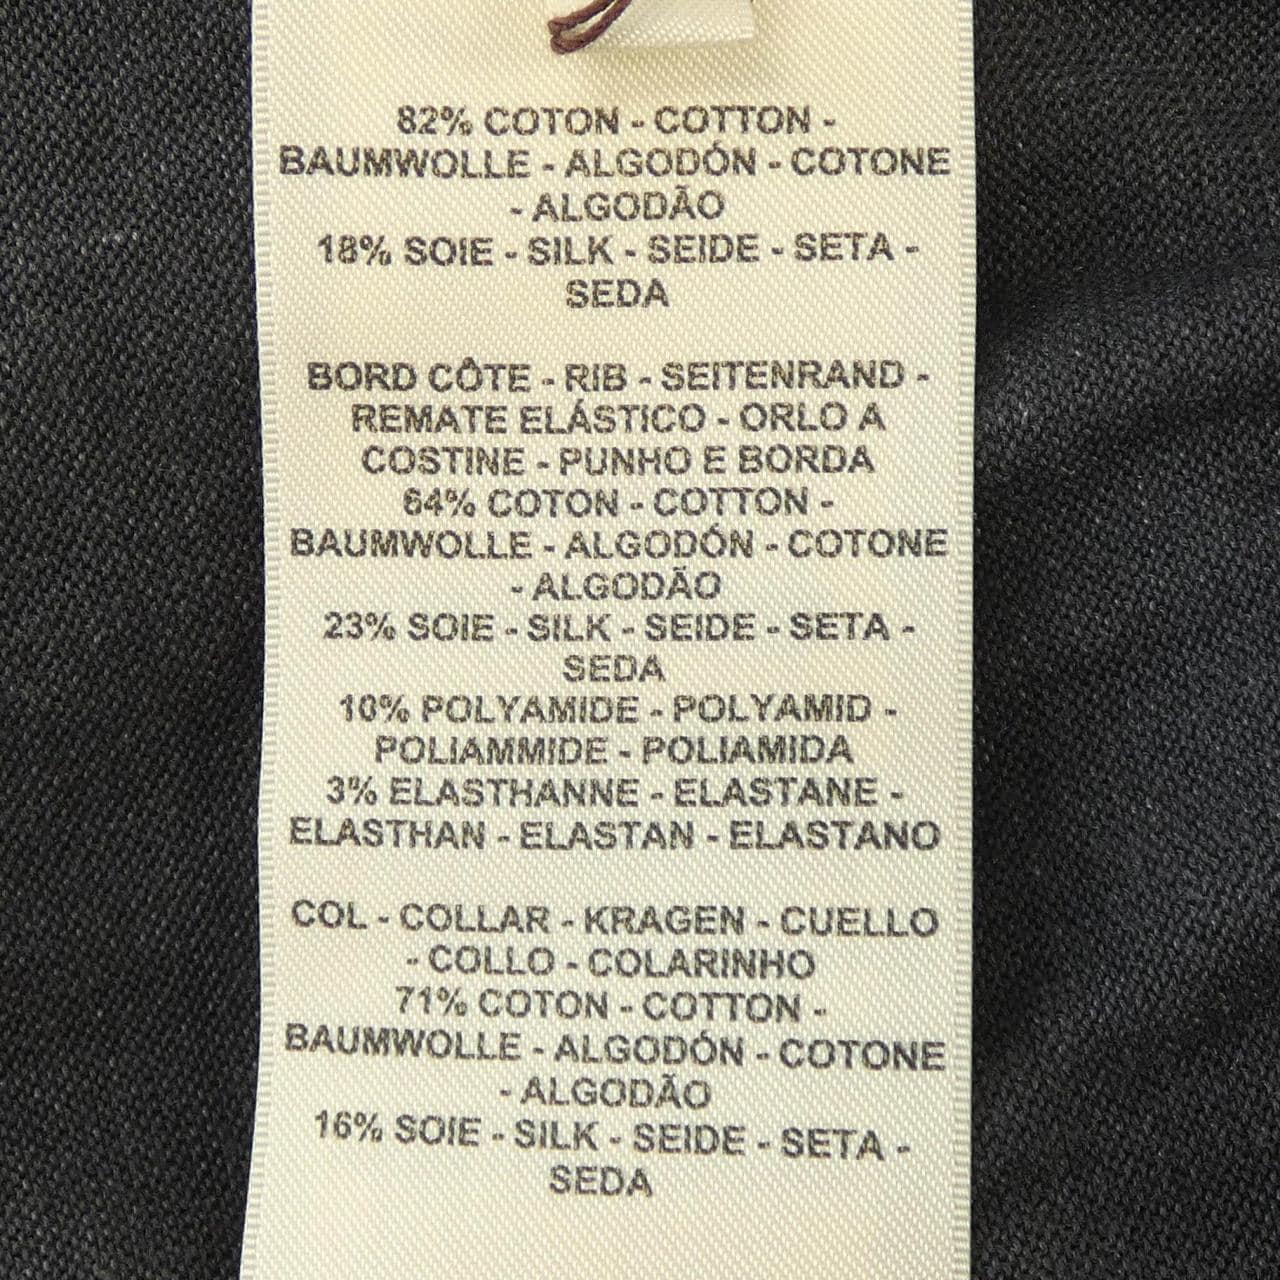 82% COTON - COTTON -
BAUMWOLLE - ALGODÓN - COTONE
- ALGODÃO
18% SOIE - SILK - SEIDE - SETA -
SEDA
BORD CÔTE - RIB - SEITENRAND -
REMATE ELÁSTICO - ORLO A
COSTINE - PUNHO E BORDA
64% COTON - COTTON -
BAUMWOLLE - ALGODÓN - COTONE
- ALGODÃO
23% SOIE - SILK - SEIDE - SETA -
SEDA
10% POLYAMIDE - POLYAMID -
POLIAMMIDE - POLIAMIDA
3% ELASTHANNE - ELASTANE -
ELASTHAN - ELASTAN - ELASTANO
COL - COLLAR - KRAGEN - CUELLO
- COLLO - COLARINHO
71% COTON - COTTON -
BAUMWOLLE - ALGODÓN - COTONE
- ALGODÃO
16% SOIE - SILK - SEIDE - SETA -
SEDA